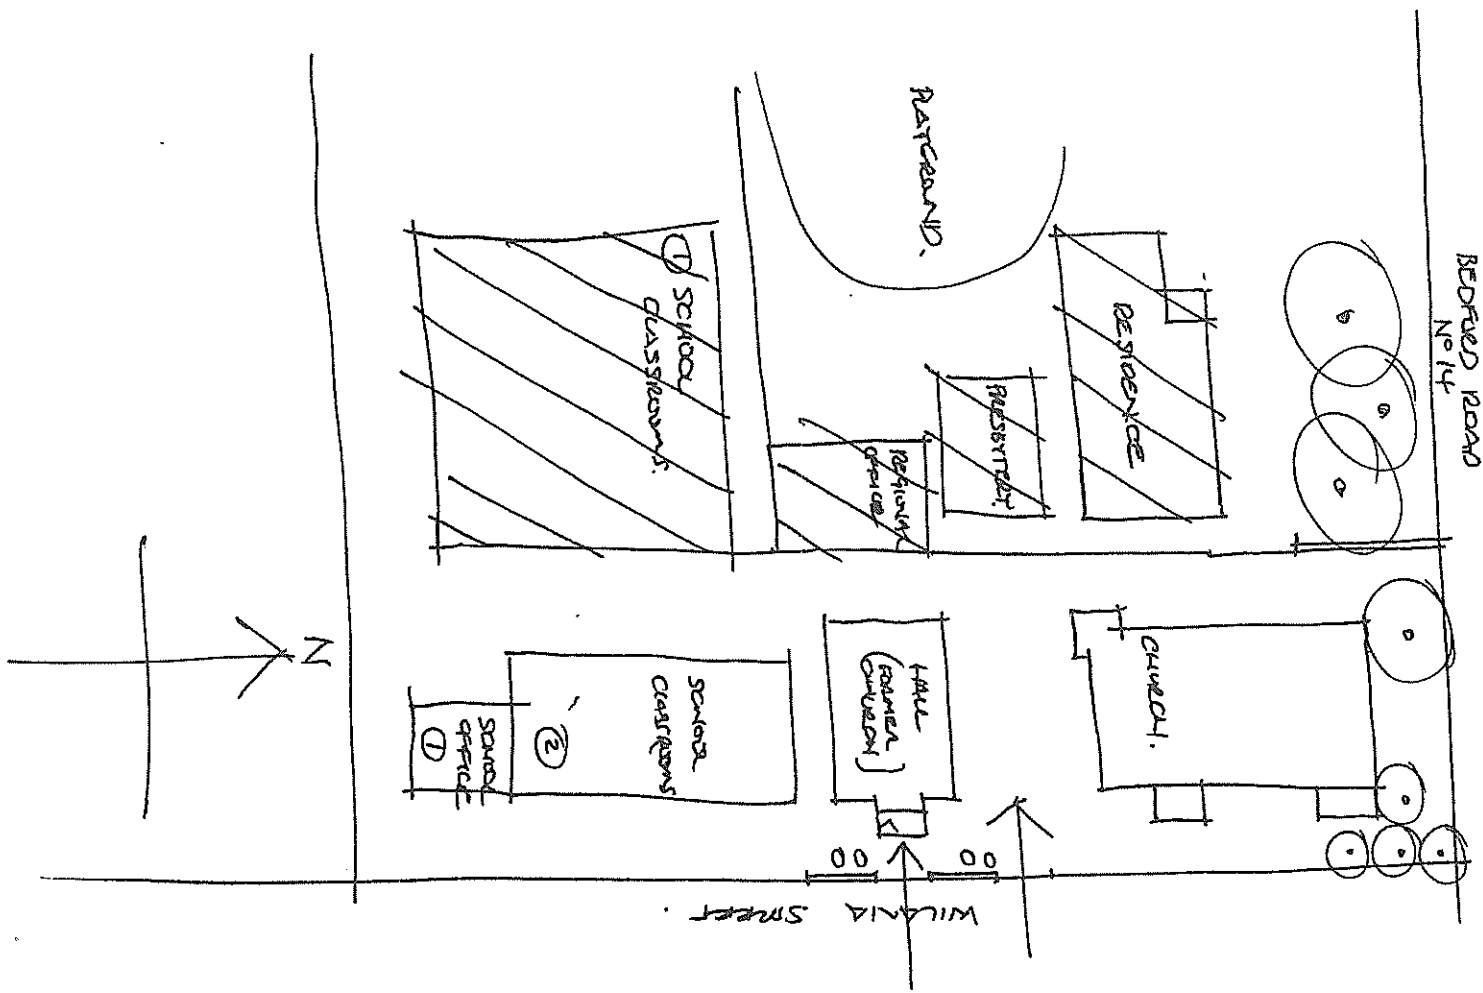 BEDFORD ROAD
Nº 14
PLAYGROUND.
RESIDENCE
PRESBYTERY.
REGIONAL
OFFICE
① SCHOOL
CLASSROOMS.
CHURCH.
HALL
(FORMER
CHURCH)
SCHOOL
CLASSROOMS
②
SCHOOL
OFFICE
①
N
WILONA STREET.